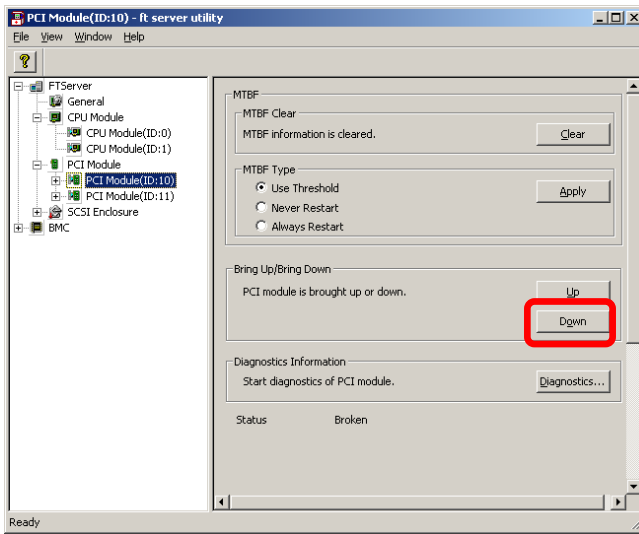 PCI Module(ID:10) - ft server utility
File View Window Help
FTServer
General
CPU Module
CPU Module(ID:0)
CPU Module(ID:1)
PCI Module
PCI Module(ID:10)
PCI Module(ID:11)
SCSI Enclosure
BMC
MTBF
MTBF Clear
MTBF information is cleared.
Clear
MTBF Type
Use Threshold
Apply
Never Restart
Always Restart
Bring Up/Bring Down
PCI module is brought up or down.
Up
Down
Diagnostics Information
Start diagnostics of PCI module.
Diagnostics...
Status Broken
Ready